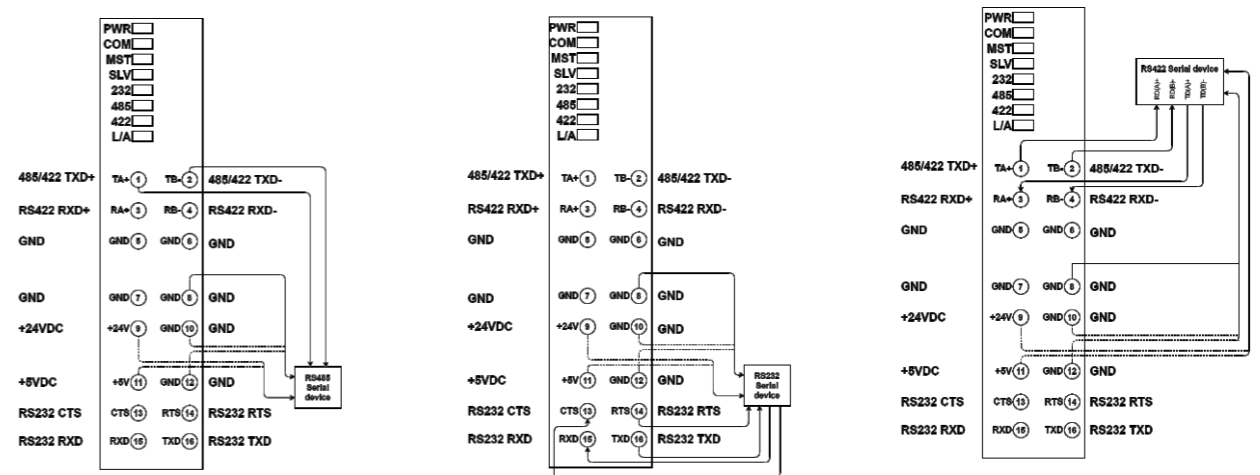 PWR
COM
MST
SLV
232
485
422
L/A
485/422 TXD+ TA+ 1 TB- 2 485/422 TXD-
RS422 RXD+ RA+ 3 RB- 4 RS422 RXD-
GND GND 5 GND 6 GND
GND GND 7 GND 8 GND
+24VDC +24V 9 GND 10 GND
+5VDC +5V 11 GND 12 GND
RS485
Serial
device
RS232 CTS CTS 13 RTS 14 RS232 RTS
RS232 RXD RXD 15 TXD 16 RS232 TXD
PWR
COM
MST
SLV
232
485
422
L/A
485/422 TXD+ TA+ 1 TB- 2 485/422 TXD-
RS422 RXD+ RA+ 3 RB- 4 RS422 RXD-
GND GND 5 GND 6 GND
GND GND 7 GND 8 GND
+24VDC +24V 9 GND 10 GND
+5VDC +5V 11 GND 12 GND
RS232
Serial
device
RS232 CTS CTS 13 RTS 14 RS232 RTS
RS232 RXD RXD 15 TXD 16 RS232 TXD
PWR
COM
MST
SLV
232
485
422
L/A
RS422 Serial device
RD(A)+ RD(B)- TD(A)+ TD(B)-
485/422 TXD+ TA+ 1 TB- 2 485/422 TXD-
RS422 RXD+ RA+ 3 RB- 4 RS422 RXD-
GND GND 5 GND 6 GND
GND GND 7 GND 8 GND
+24VDC +24V 9 GND 10 GND
+5VDC +5V 11 GND 12 GND
RS232 CTS CTS 13 RTS 14 RS232 RTS
RS232 RXD RXD 15 TXD 16 RS232 TXD